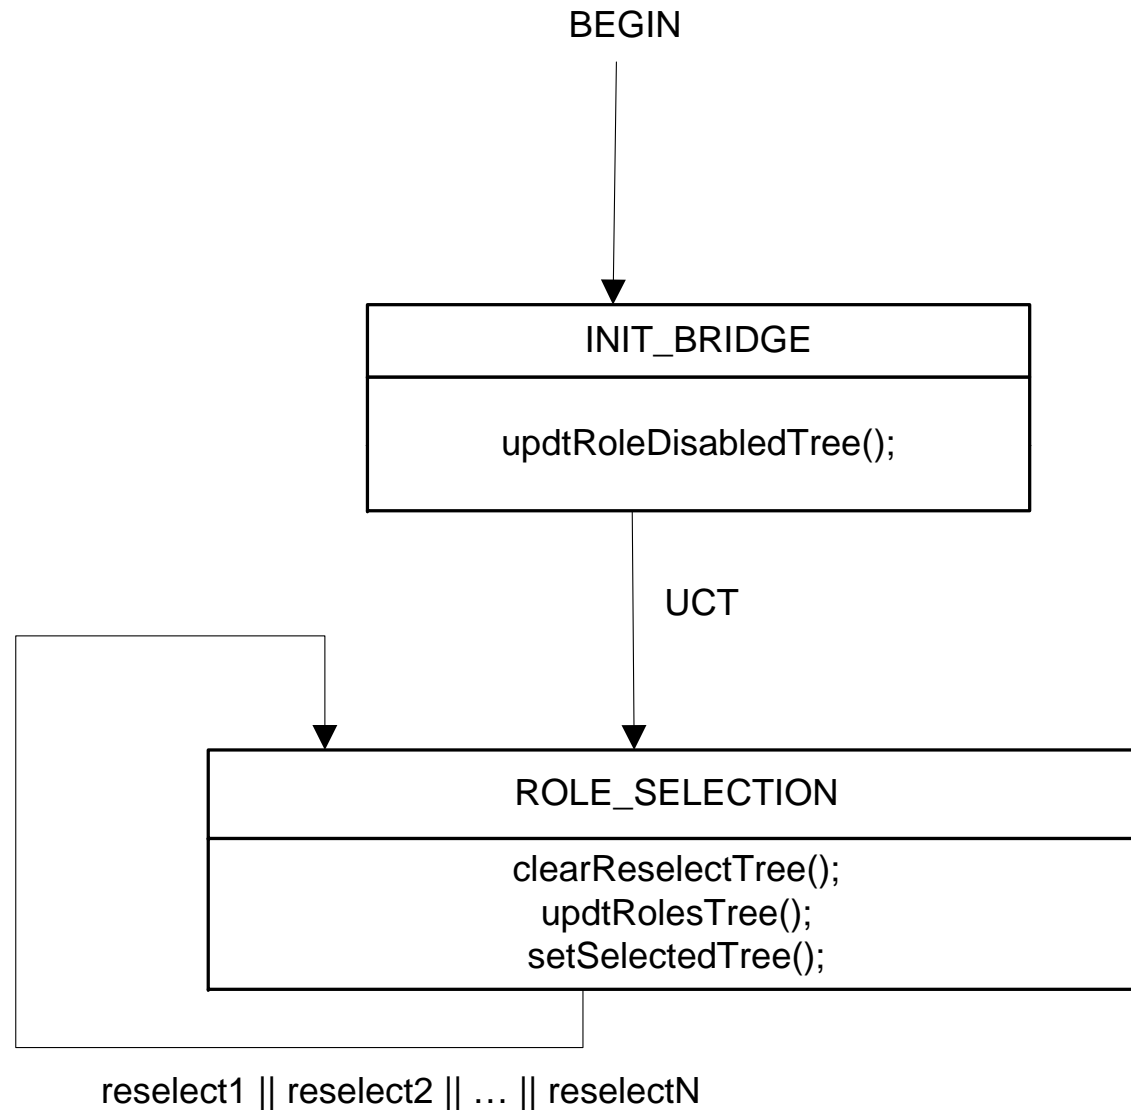 BEGIN
INIT_BRIDGE
updtRoleDisabledTree();
UCT
ROLE_SELECTION
clearReselectTree();
updtRolesTree();
setSelectedTree();
reselect1 || reselect2 || … || reselectN